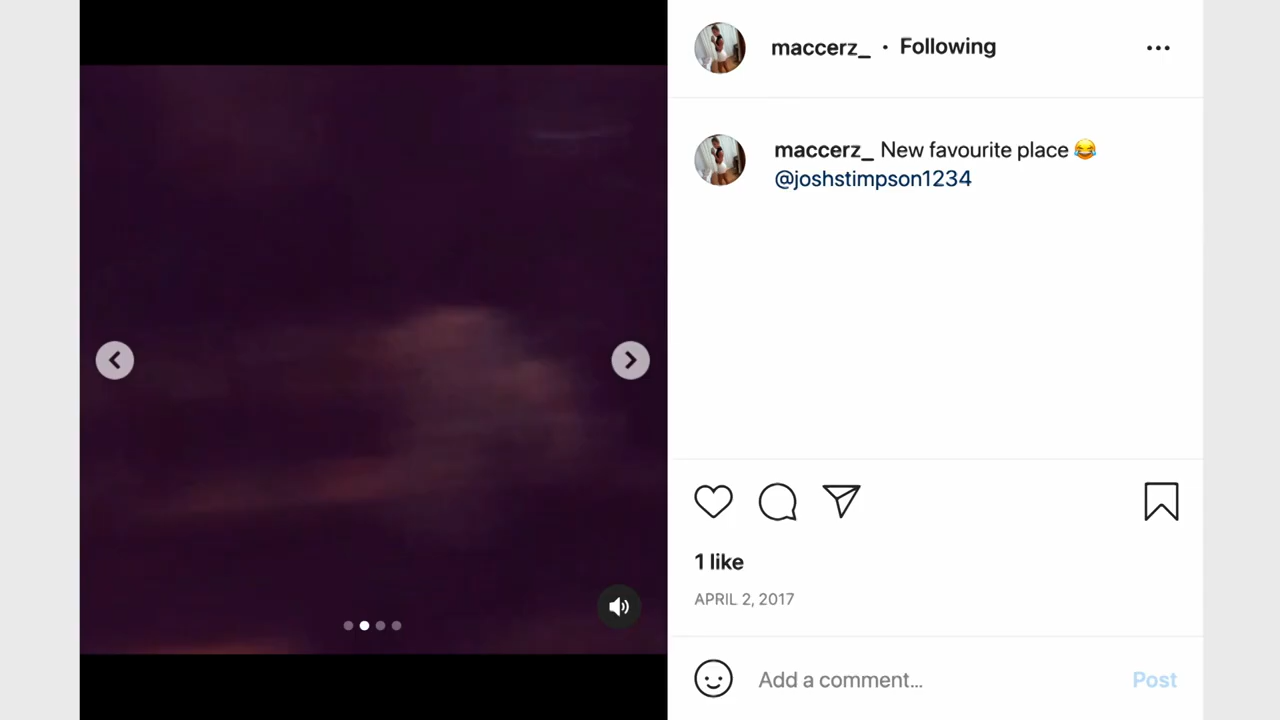 maccerz_ • Following
maccerz_ New favourite place 😂
@joshstimpson1234
1 like
APRIL 2, 2017
Add a comment...
Post